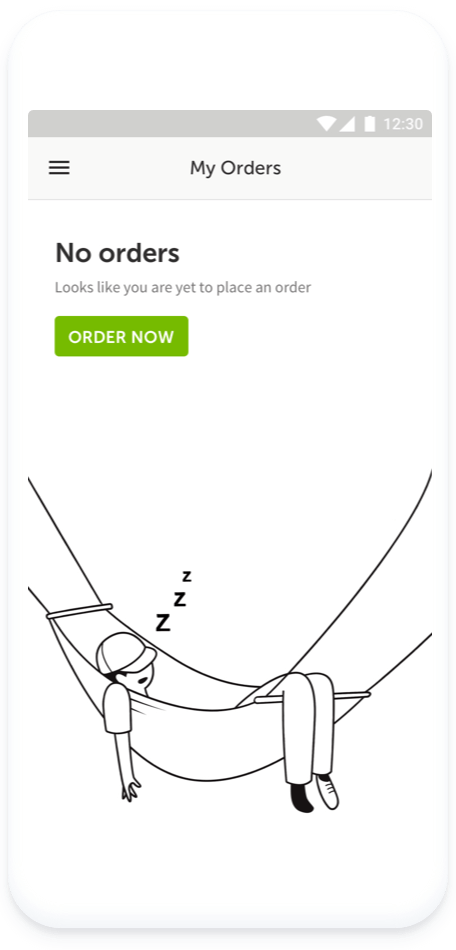 12:30
My Orders
No orders
Looks like you are yet to place an order
ORDER NOW
z
z
z